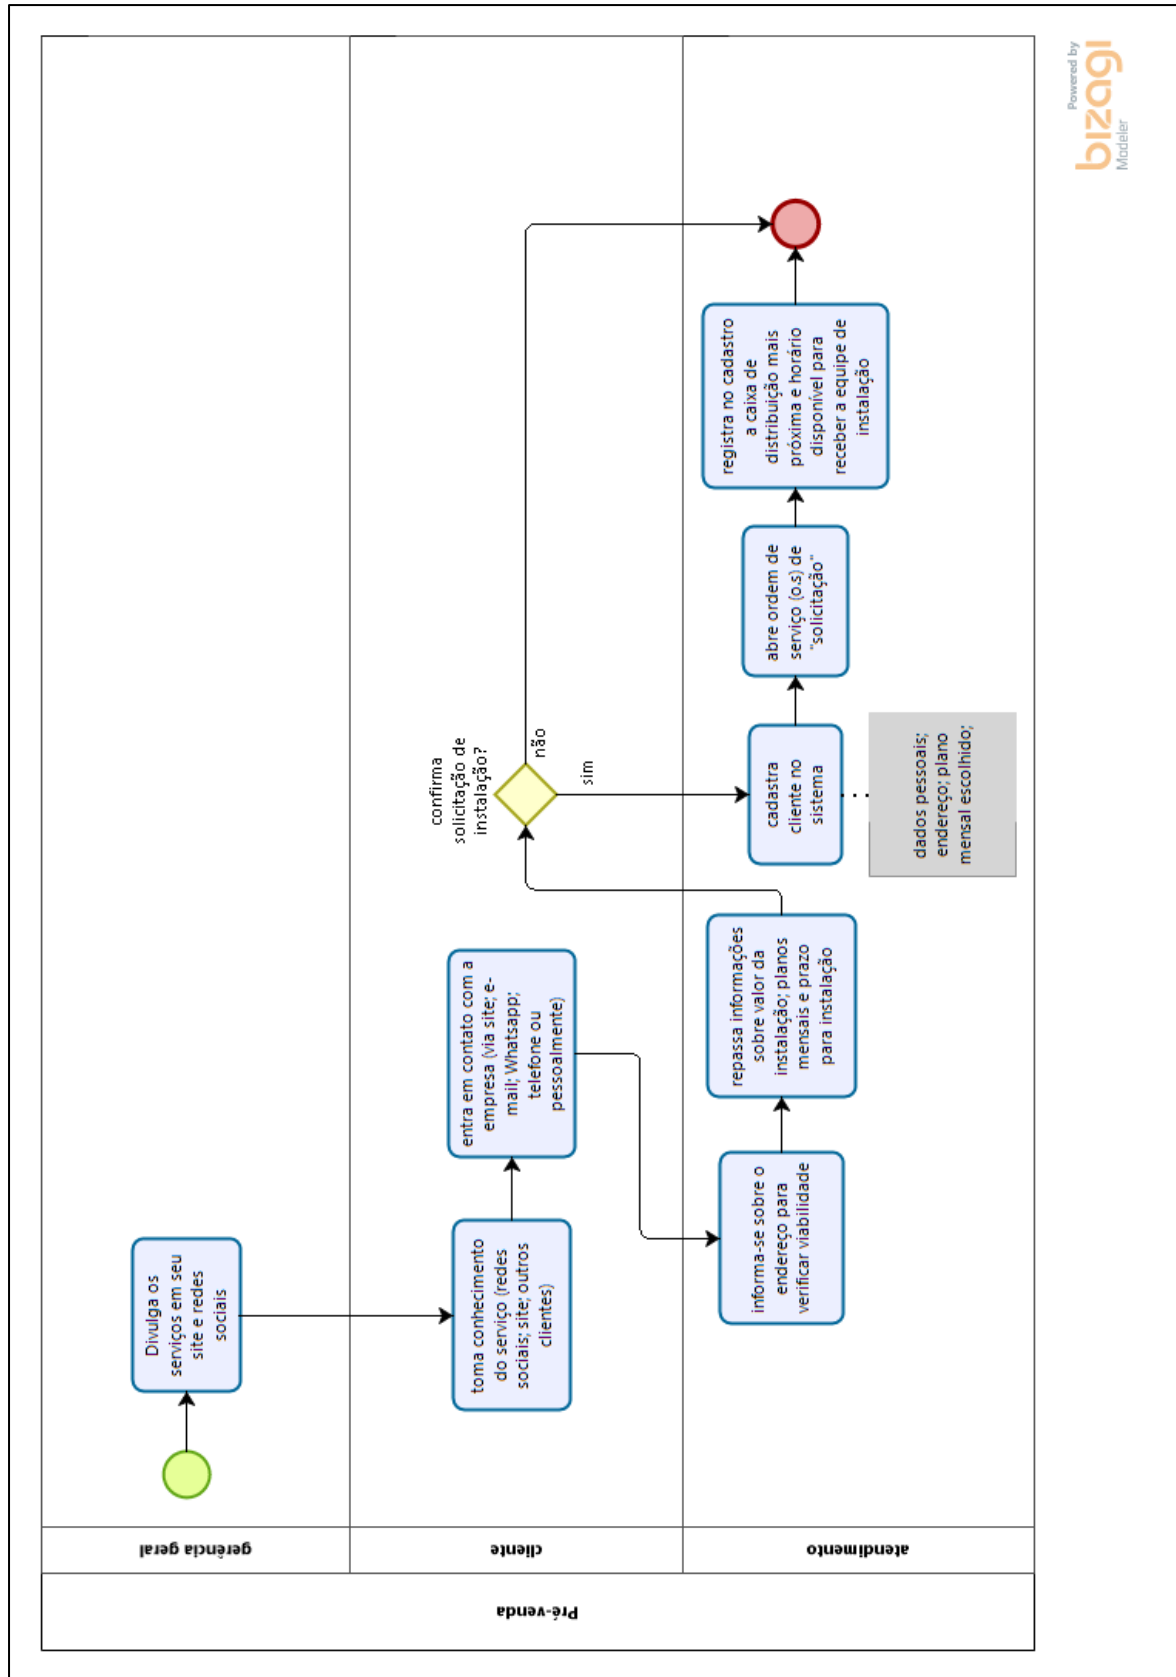 Pré-venda
gerência geral
cliente
atendimento
Divulga os
serviços em seu
site e redes
sociais
toma conhecimento
do serviço (redes
sociais; site; outros
clientes)
entra em contato com a
empresa (via site; e-
mail; Whatsapp;
telefone ou
pessoalmente)
informa-se sobre o
endereço para
verificar viabilidade
repassa informações
sobre valor da
instalação; planos
mensais e prazo
para instalação
confirma
solicitação de
instalação?
não
sim
cadastra
cliente no
sistema
dados pessoais;
endereço; plano
mensal escolhido;
abre ordem de
serviço (o.s) de
"solicitação"
registra no cadastro
a caixa de
distribuição mais
próxima e horário
disponível para
receber a equipe de
instalação
Powered by
bizagi
Modeler